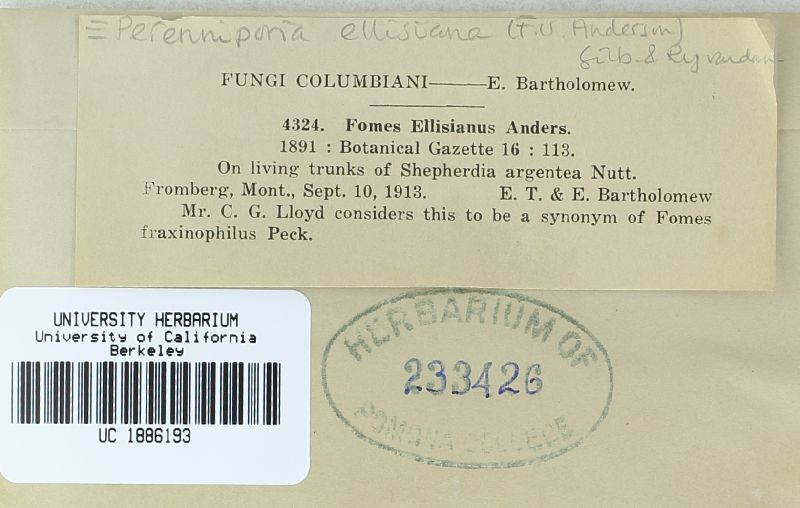 ≡ Perenniporia ellisiana (F.W. Anderson)
Gilb. & Ryvarden
FUNGI COLUMBIANI——E. Bartholomew.
4324. Fomes Ellisianus Anders.
1891 : Botanical Gazette 16 : 113.
On living trunks of Shepherdia argentea Nutt.
Fromberg, Mont., Sept. 10, 1913. E. T. & E. Bartholomew
Mr. C. G. Lloyd considers this to be a synonym of Fomes
fraxinophilus Peck.
UNIVERSITY HERBARIUM
University of California
Berkeley
UC 1886193
HERBARIUM OF
233426
POMONA COLLEGE